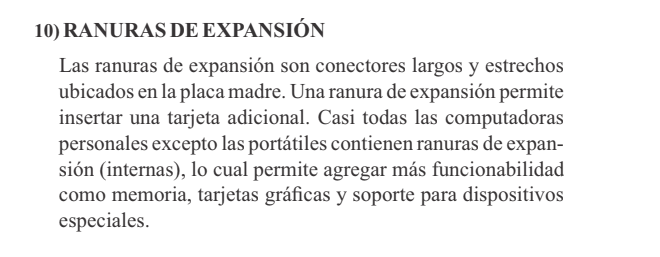 10) RANURAS DE EXPANSIÓN
Las ranuras de expansión son conectores largos y estrechos
ubicados en la placa madre. Una ranura de expansión permite
insertar una tarjeta adicional. Casi todas las computadoras
personales excepto las portátiles contienen ranuras de expan-
sión (internas), lo cual permite agregar más funcionabilidad
como memoria, tarjetas gráficas y soporte para dispositivos
especiales.